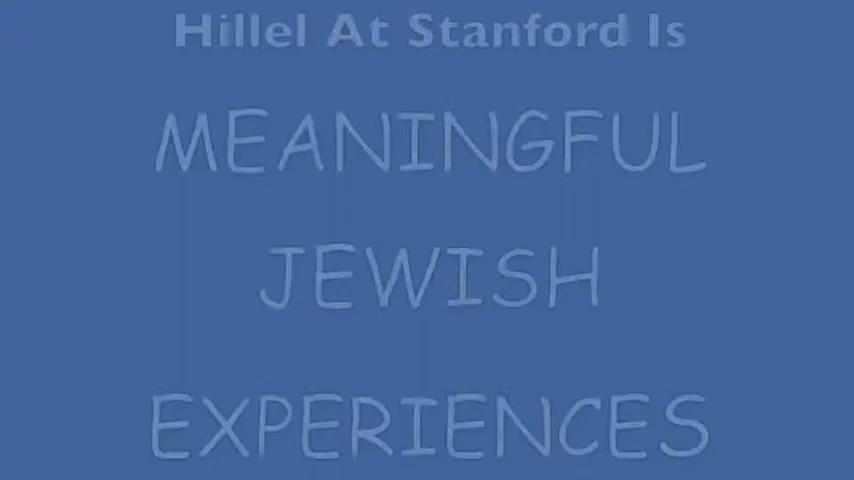 Hillel At Stanford Is
MEANINGFUL
JEWISH
EXPERIENCES